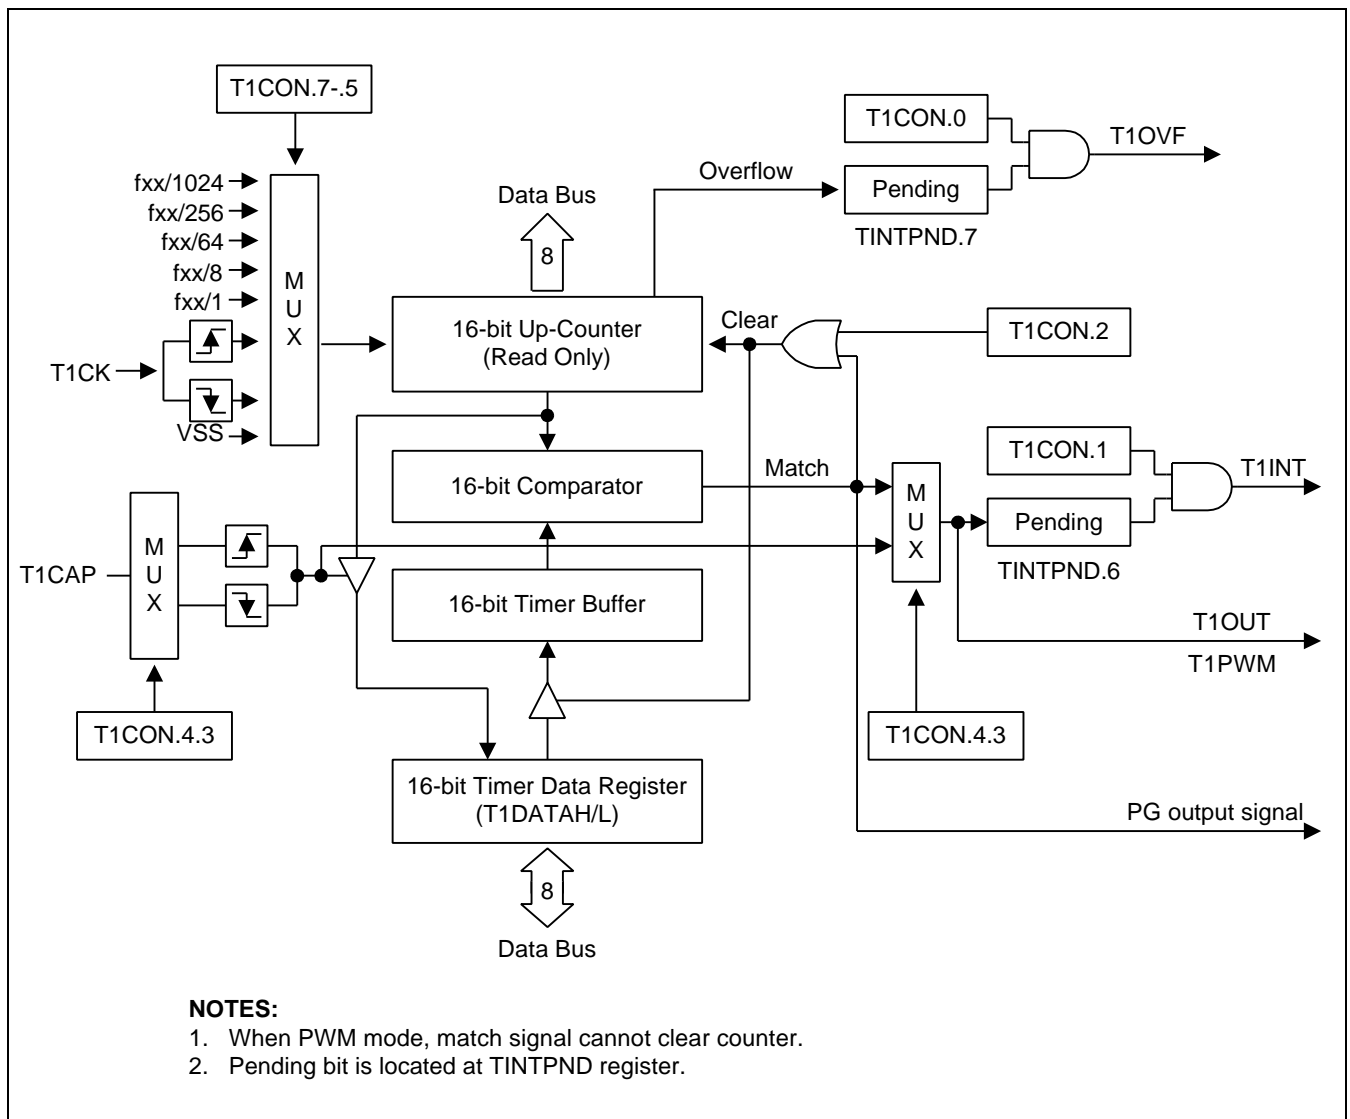 T1CON.7-.5
T1CON.0
T1OVF
Overflow
Pending
TINTPND.7
fxx/1024
fxx/256
fxx/64
fxx/8
fxx/1
T1CK
VSS
M
U
X
Data Bus
8
16-bit Up-Counter
(Read Only)
Clear
T1CON.2
16-bit Comparator
Match
M
U
X
T1CON.1
T1INT
Pending
TINTPND.6
T1CAP
M
U
X
16-bit Timer Buffer
T1OUT
T1PWM
T1CON.4.3
T1CON.4.3
16-bit Timer Data Register
(T1DATAH/L)
PG output signal
8
Data Bus
NOTES:
1. When PWM mode, match signal cannot clear counter.
2. Pending bit is located at TINTPND register.